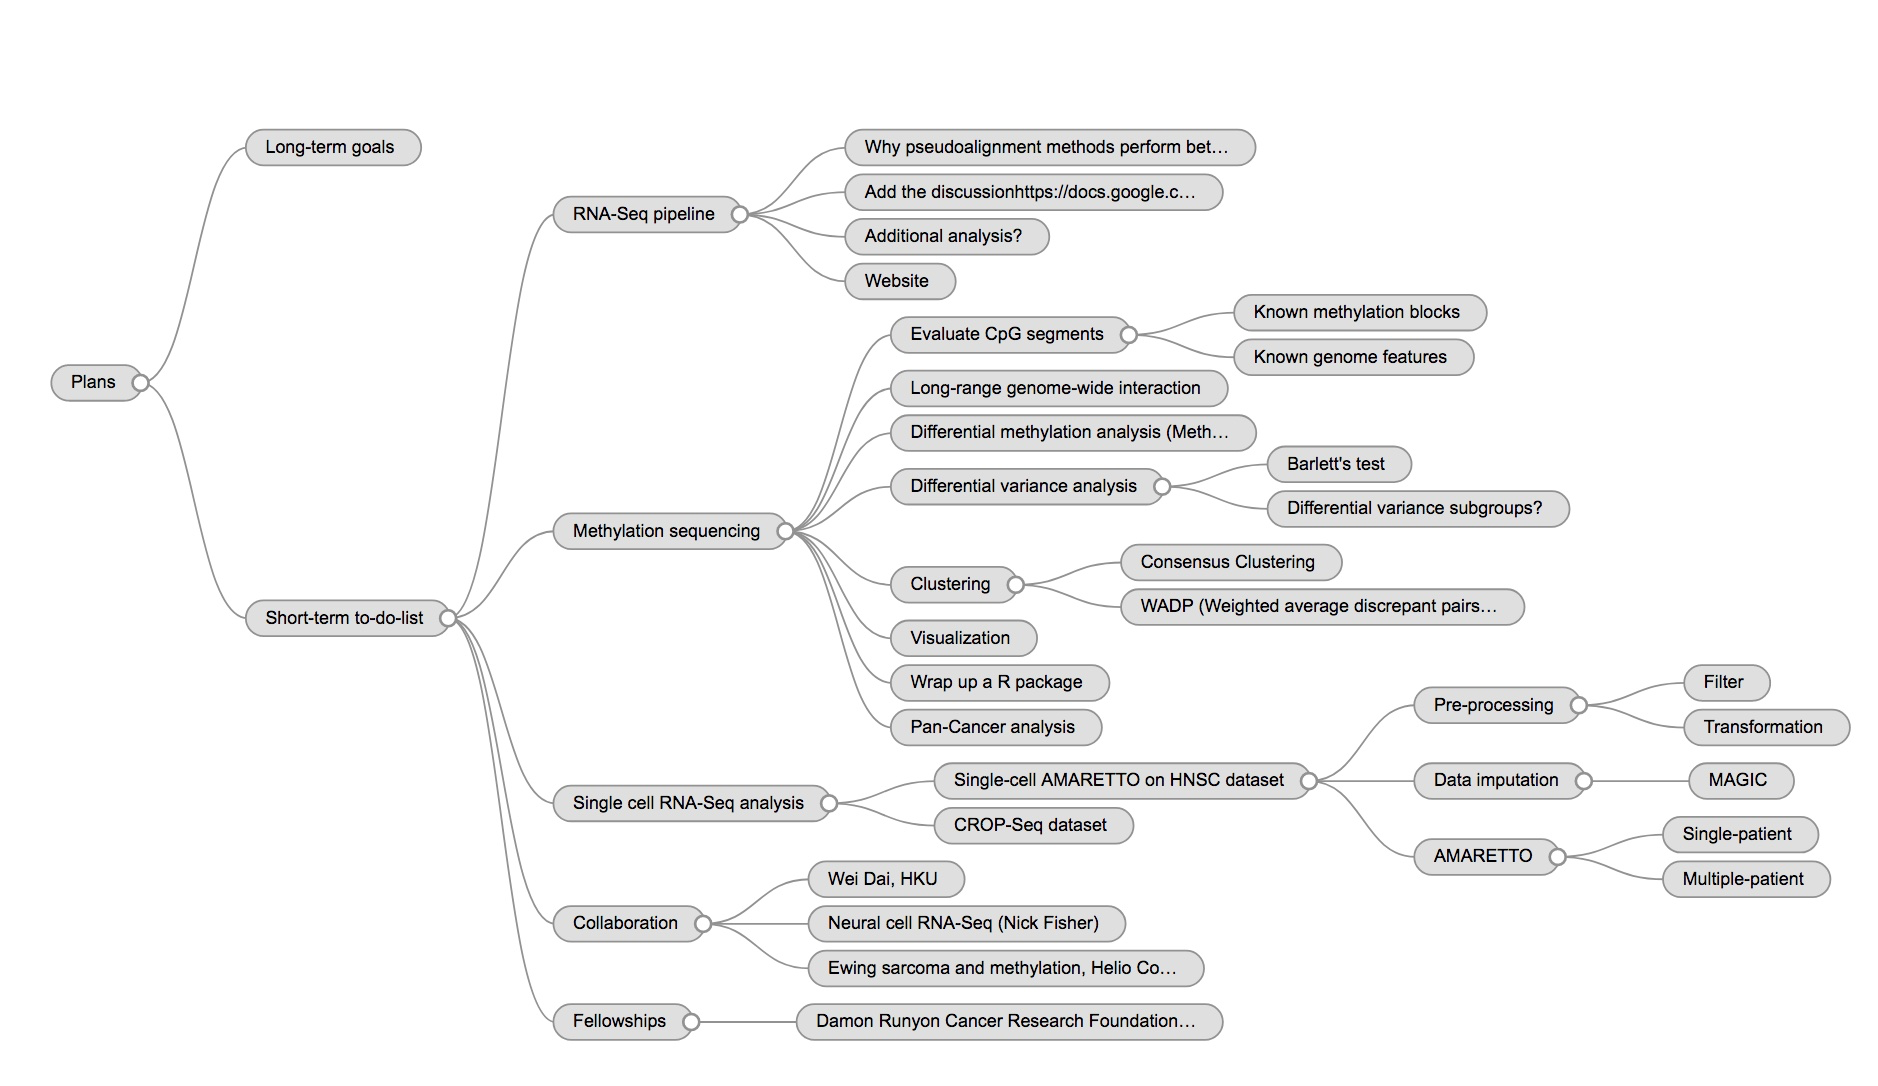 Plans
Long-term goals
Short-term to-do-list
RNA-Seq pipeline
Why pseudoalignment methods perform bet…
Add the discussionhttps://docs.google.c…
Additional analysis?
Website
Methylation sequencing
Evaluate CpG segments
Known methylation blocks
Known genome features
Long-range genome-wide interaction
Differential methylation analysis (Meth…
Differential variance analysis
Barlett's test
Differential variance subgroups?
Clustering
Consensus Clustering
WADP (Weighted average discrepant pairs…
Visualization
Wrap up a R package
Pan-Cancer analysis
Single cell RNA-Seq analysis
Single-cell AMARETTO on HNSC dataset
Pre-processing
Filter
Transformation
Data imputation
MAGIC
AMARETTO
Single-patient
Multiple-patient
CROP-Seq dataset
Collaboration
Wei Dai, HKU
Neural cell RNA-Seq (Nick Fisher)
Ewing sarcoma and methylation, Helio Co…
Fellowships
Damon Runyon Cancer Research Foundation…